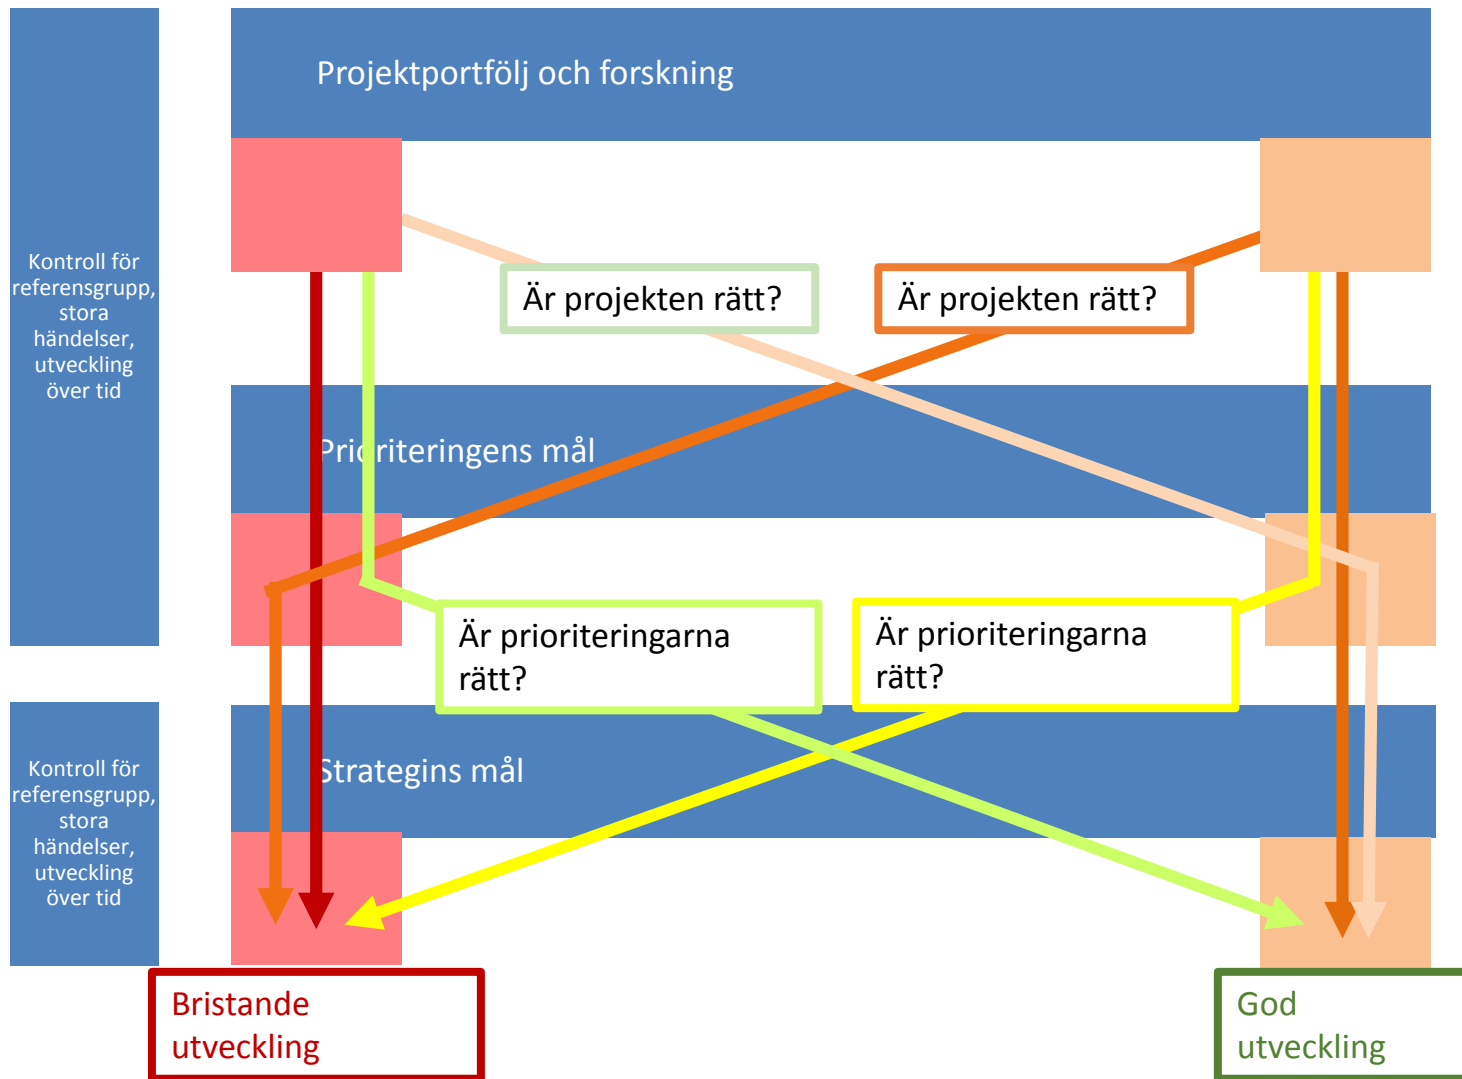 Projektportfölj och forskning
Kontroll för
referensgrupp,
stora
händelser,
utveckling
över tid
Är projekten rätt?
Är projekten rätt?
Prioriteringens mål
Är prioriteringarna
rätt?
Är prioriteringarna
rätt?
Strategins mål
Kontroll för
referensgrupp,
stora
händelser,
utveckling
över tid
Bristande
utveckling
God
utveckling